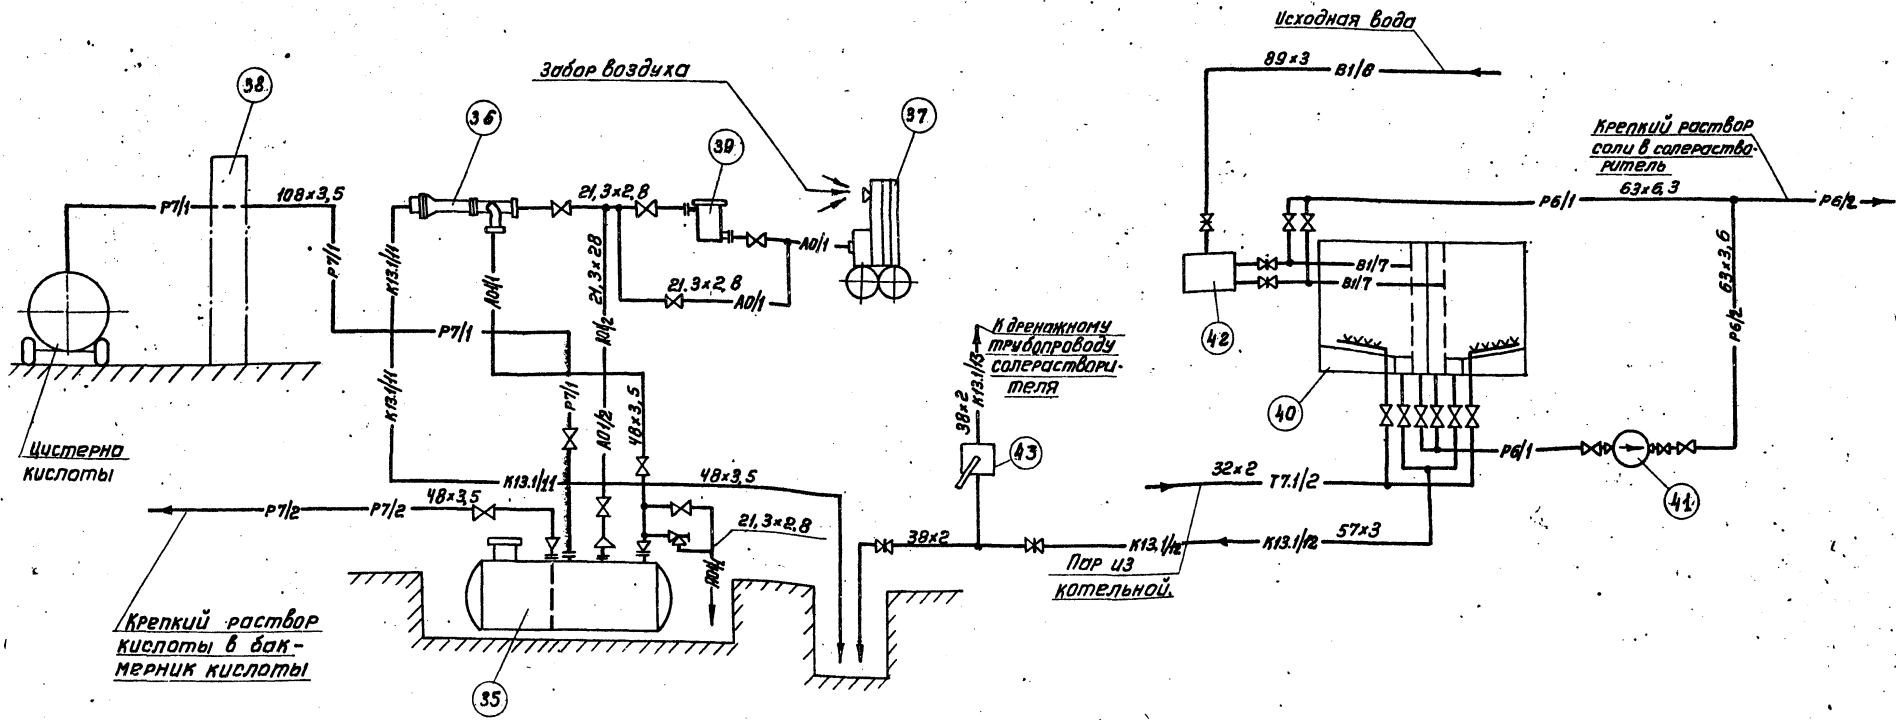 Исходная вода
89×3
В1/6
Забор воздуха
38
36
39
37
Крепкий раствор
соли в солераство-
ритель
63×6,3
Р6/1
Р6/2
Р7/1
108×3,5
21,3×2,8
А0/1
Р7/1
К13.1/11
А0/1
21,3×28
21,3×2,8
А0/1
В1/7
В1/7
63×3,6
Р6/2
42
К дренажному
трубопроводу
солераствори-
теля
Р7/1
А0/2
К13.1/11
Р7/1
А01/2
48×3,5
38×2
К13.1/13
40
Цистерна
кислоты
43
Р6/1
41
К13.1/11
48×3,5
32×2
Т7.1/2
Р7/2
Р7/2
48×3,5
21,3×2,8
38×2
К13.1/12
К13.1/12
57×3
Пар из
котельной.
А0/2
Крепкий раствор
кислоты в бак-
мерник кислоты
35